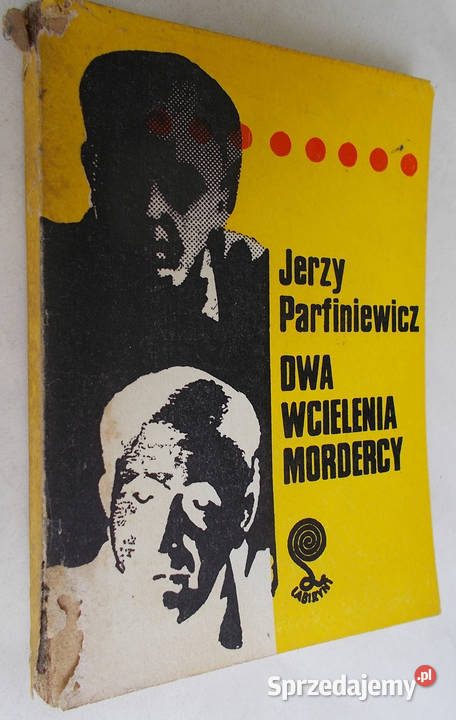 Jerzy
Parfiniewicz
DWA
WCIELENIA
MORDERCY
LABIRYNT
Sprzedajemy.pl